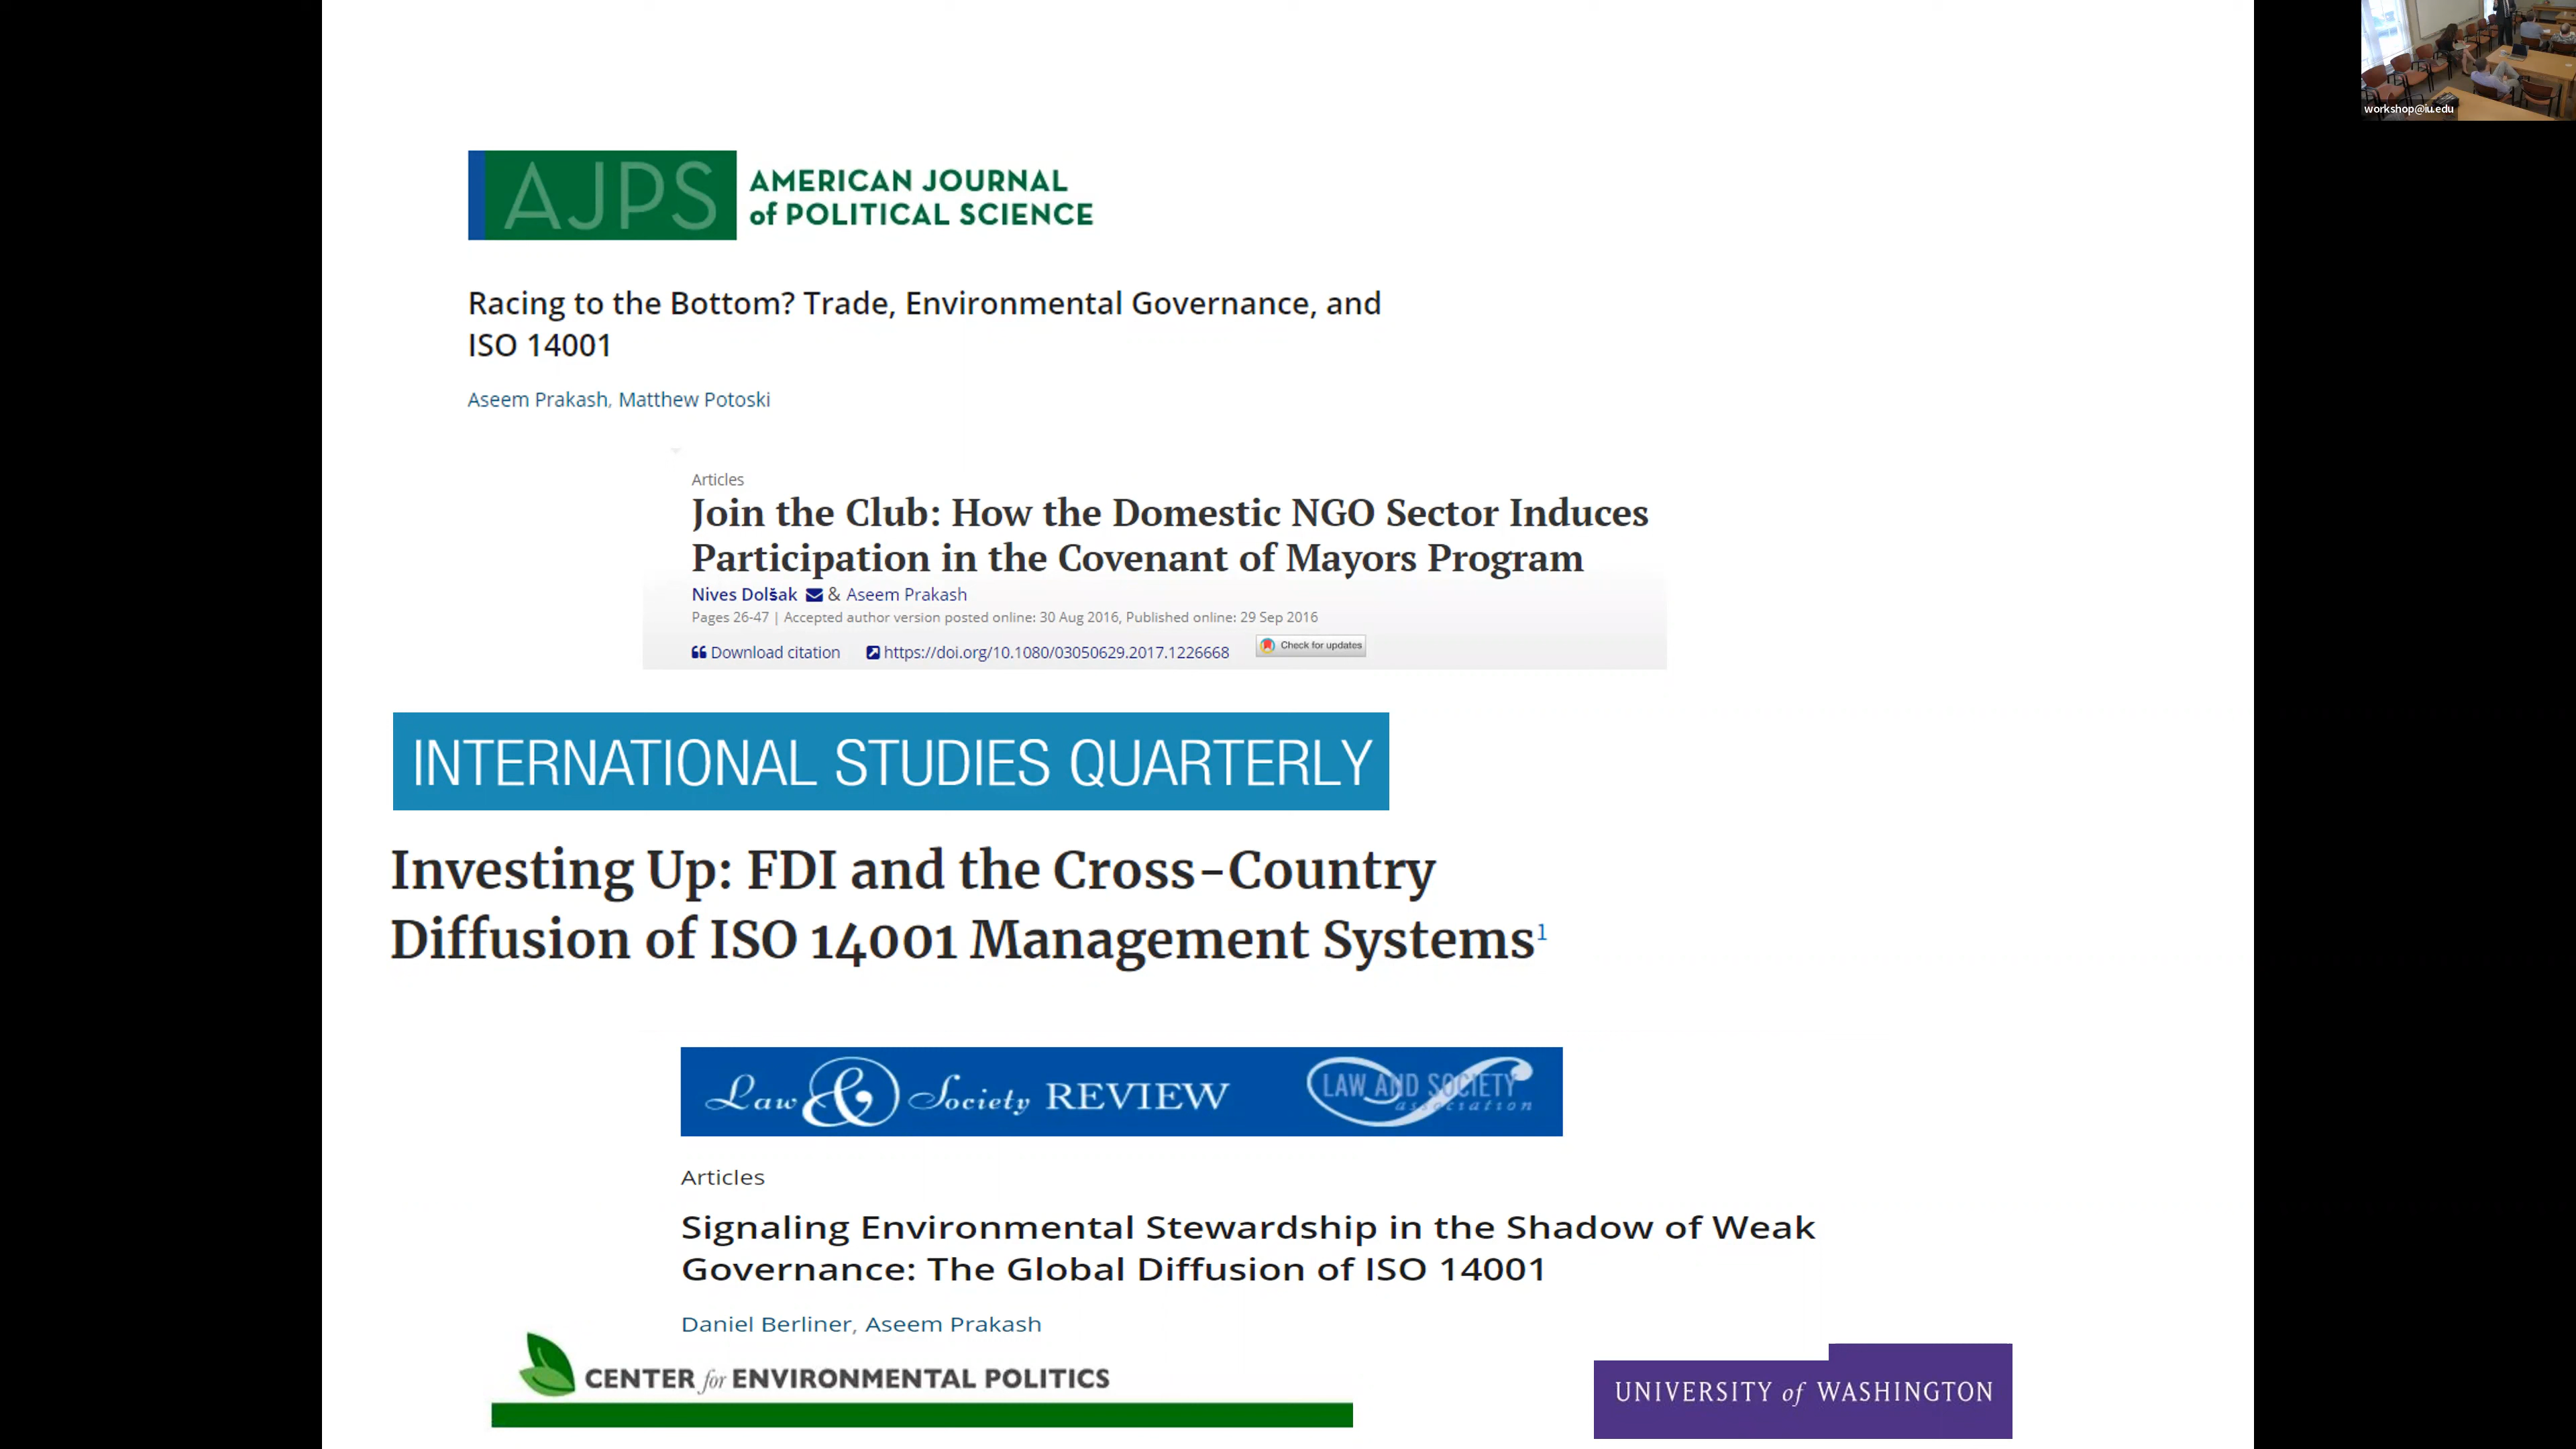 workshop@iu.edu
AJPS
AMERICAN JOURNAL
of POLITICAL SCIENCE
Racing to the Bottom? Trade, Environmental Governance, and
ISO 14001
Aseem Prakash, Matthew Potoski
Articles
Join the Club: How the Domestic NGO Sector Induces
Participation in the Covenant of Mayors Program
Nives Dolšak & Aseem Prakash
Pages 26-47 | Accepted author version posted online: 30 Aug 2016, Published online: 29 Sep 2016
Download citation https://doi.org/10.1080/03050629.2017.1226668 Check for updates
INTERNATIONAL STUDIES QUARTERLY
Investing Up: FDI and the Cross-Country
Diffusion of ISO 14001 Management Systems¹
Law & Society REVIEW LAW AND SOCIETY
association
Articles
Signaling Environmental Stewardship in the Shadow of Weak
Governance: The Global Diffusion of ISO 14001
Daniel Berliner, Aseem Prakash
CENTER for ENVIRONMENTAL POLITICS
UNIVERSITY of WASHINGTON